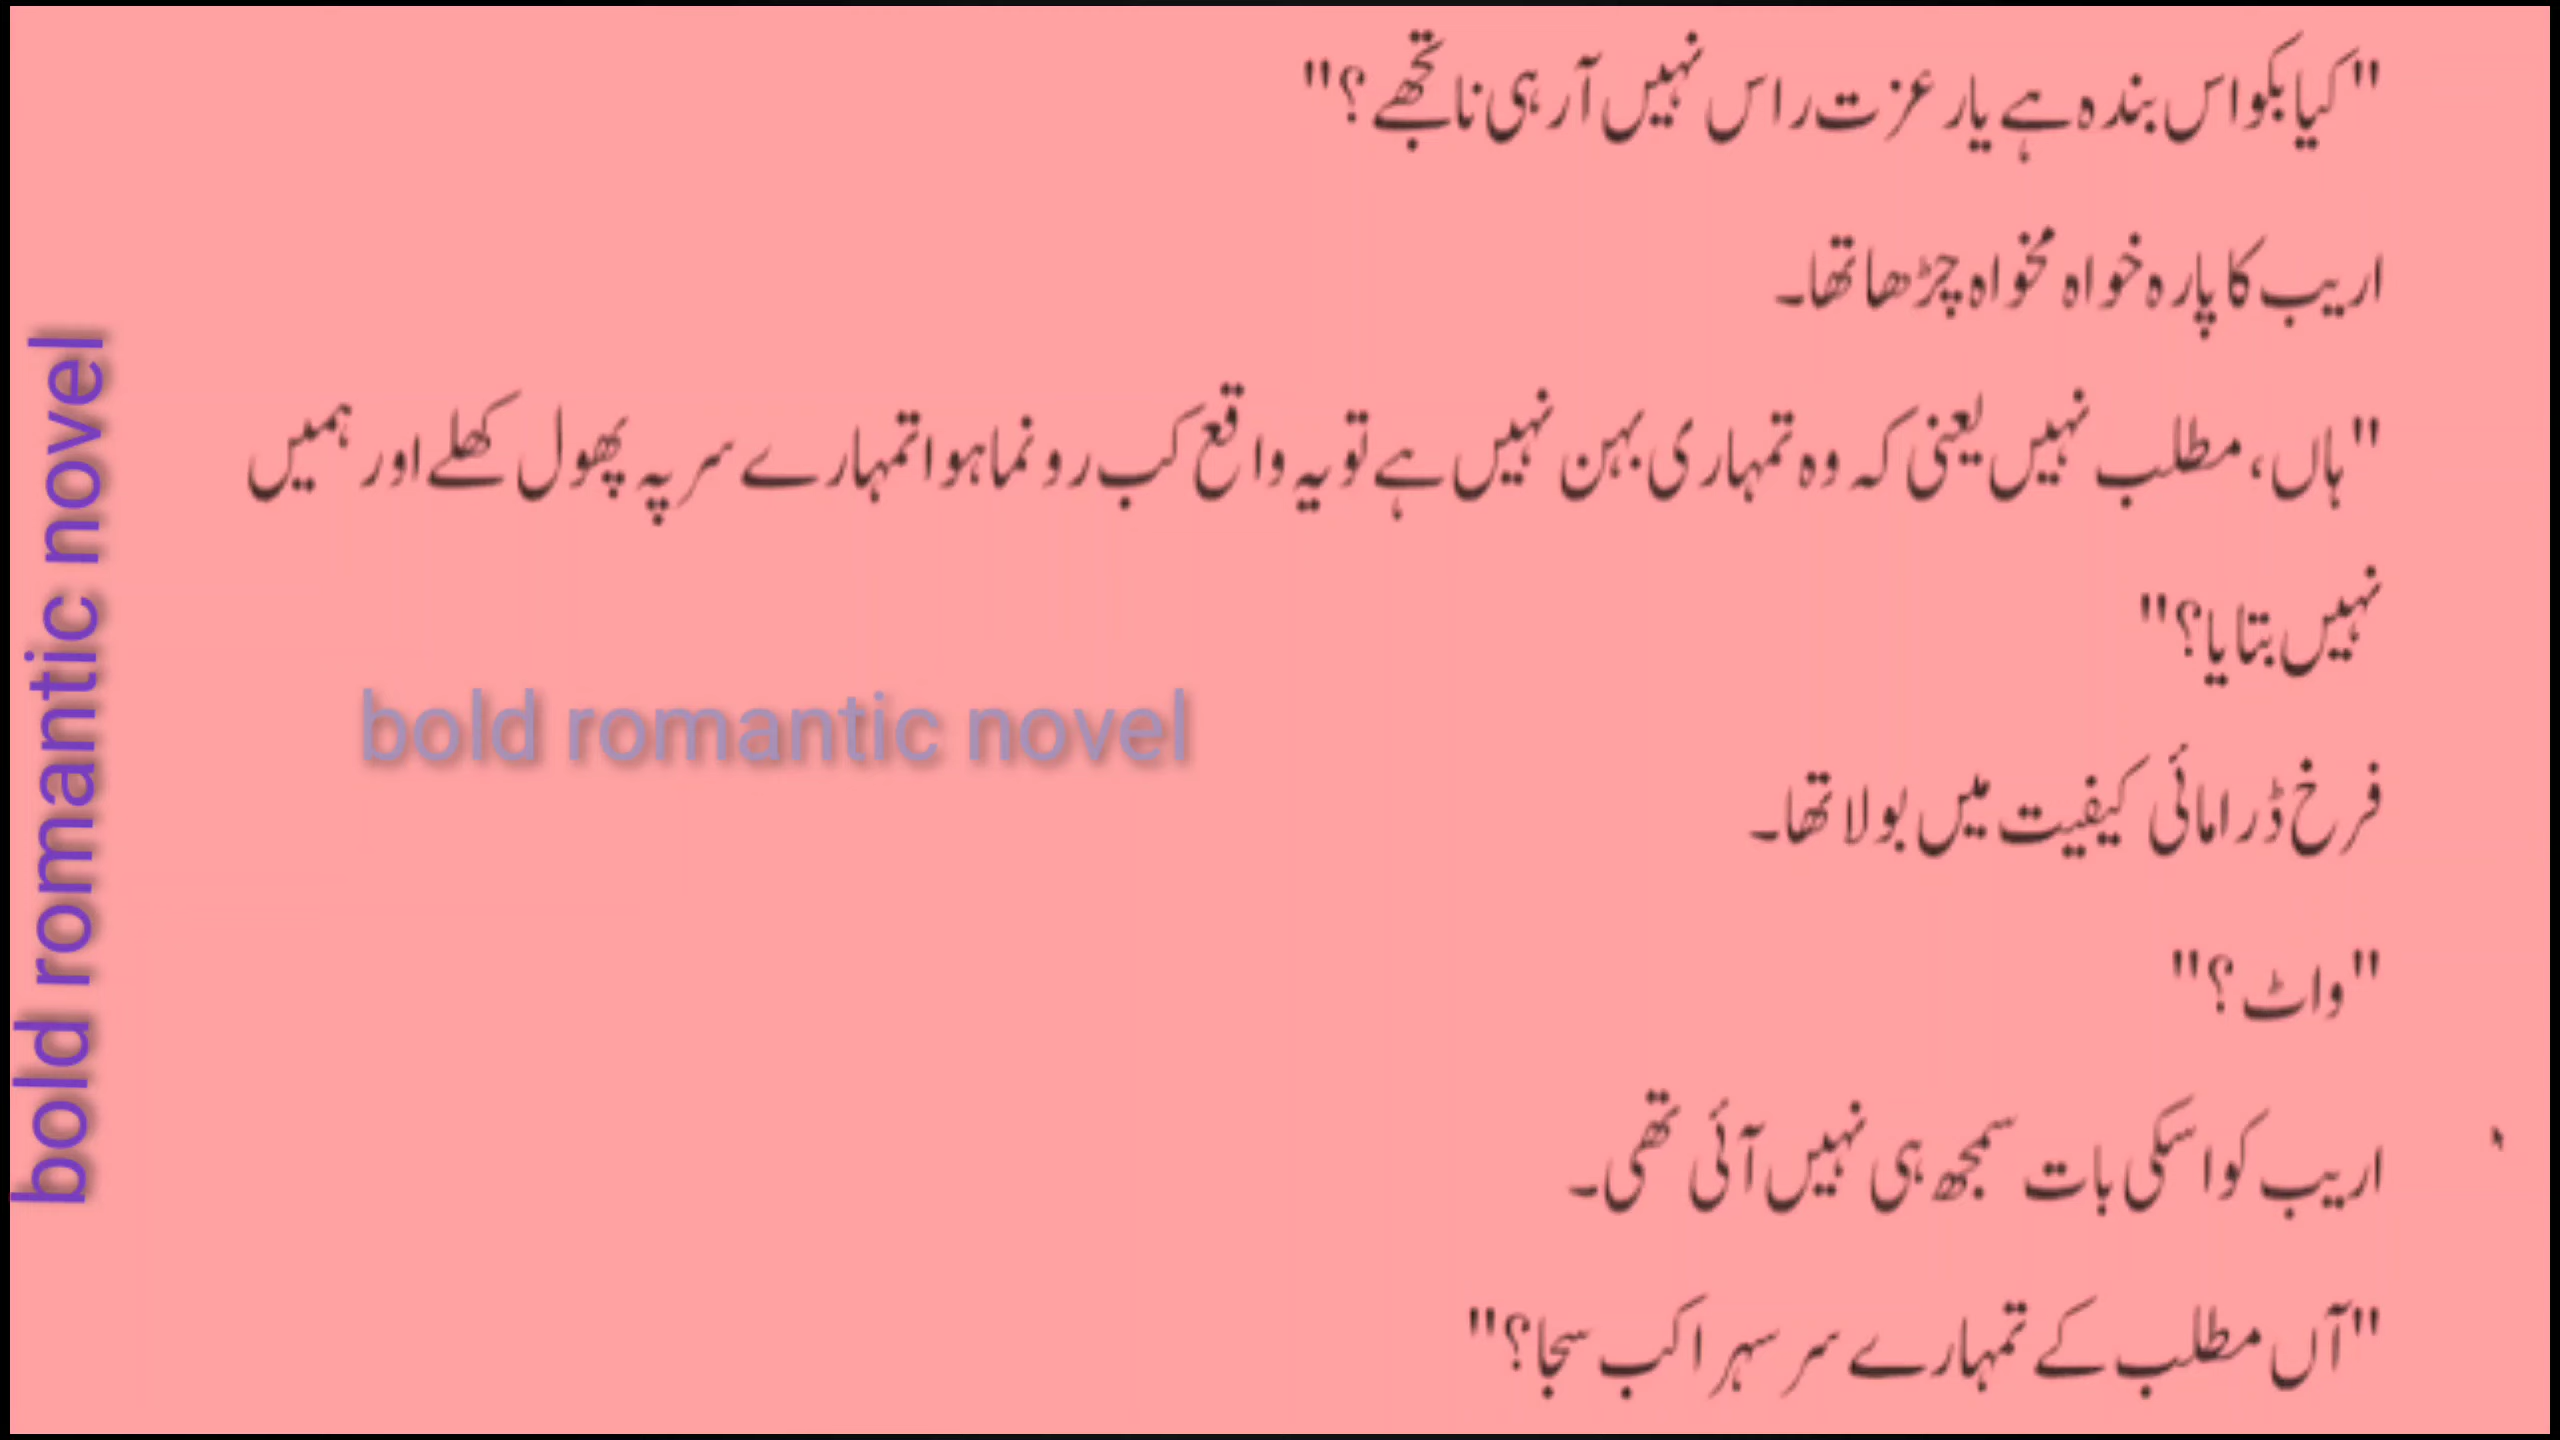 "کیا بکواس بندہ ہے یار عزت راس نہیں آرہی نا تجھے؟"
اریب کا پارہ خواہ مخواہ چڑھا تھا۔
"ہاں، مطلب نہیں یعنی کہ وہ تمہاری بہن نہیں ہے تو یہ واقع کب رونما ہوا تمہارے سر پہ پھول کھلے اور ہمیں
نہیں بتایا؟"
bold romantic novel
فرخ ڈرامائی کیفیت میں بولا تھا۔
"واٹ؟"
اریب کو اسکی بات سمجھ ہی نہیں آئی تھی۔
"آں مطلب کے تمہارے سر سہرا کب سجا؟"
bold romantic novel